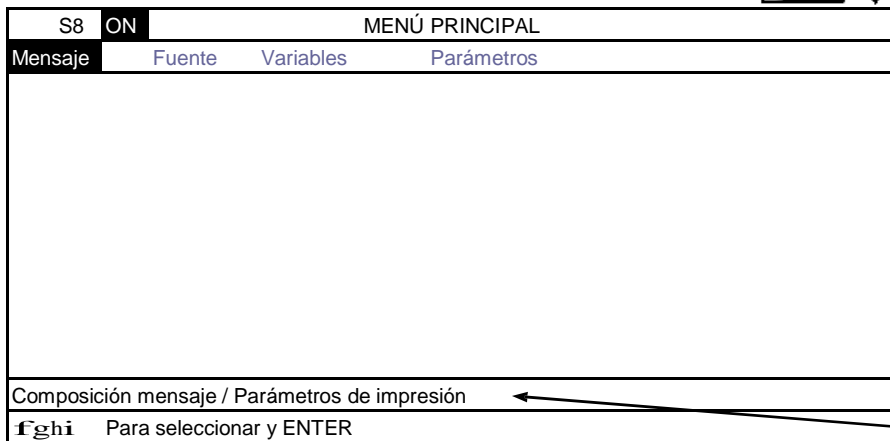 S8 ON MENÚ PRINCIPAL
Mensaje Fuente Variables Parámetros
Composición mensaje / Parámetros de impresión
fghi Para seleccionar y ENTER